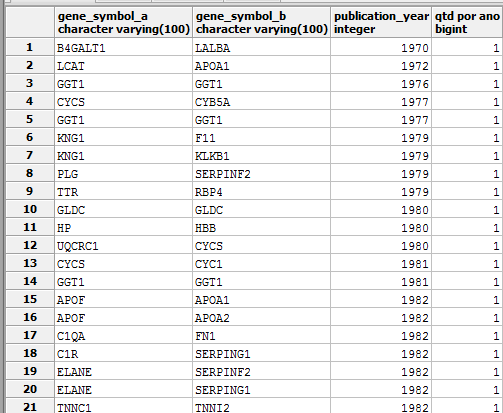 gene_symbol_a gene_symbol_b publication_year qtd por ano
character varying(100) character varying(100) integer bigint
1 B4GALT1 LALBA 1970 1
2 LCAT APOA1 1972 1
3 GGT1 GGT1 1976 1
4 CYCS CYB5A 1977 1
5 GGT1 GGT1 1977 1
6 KNG1 F11 1979 1
7 KNG1 KLKB1 1979 1
8 PLG SERPINF2 1979 1
9 TTR RBP4 1979 1
10 GLDC GLDC 1980 1
11 HP HBB 1980 1
12 UQCRC1 CYCS 1980 1
13 CYCS CYC1 1981 1
14 GGT1 GGT1 1981 1
15 APOF APOA1 1982 1
16 APOF APOA2 1982 1
17 C1QA FN1 1982 1
18 C1R SERPING1 1982 1
19 ELANE SERPINF2 1982 1
20 ELANE SERPING1 1982 1
21 TNNC1 TNNI2 1982 1